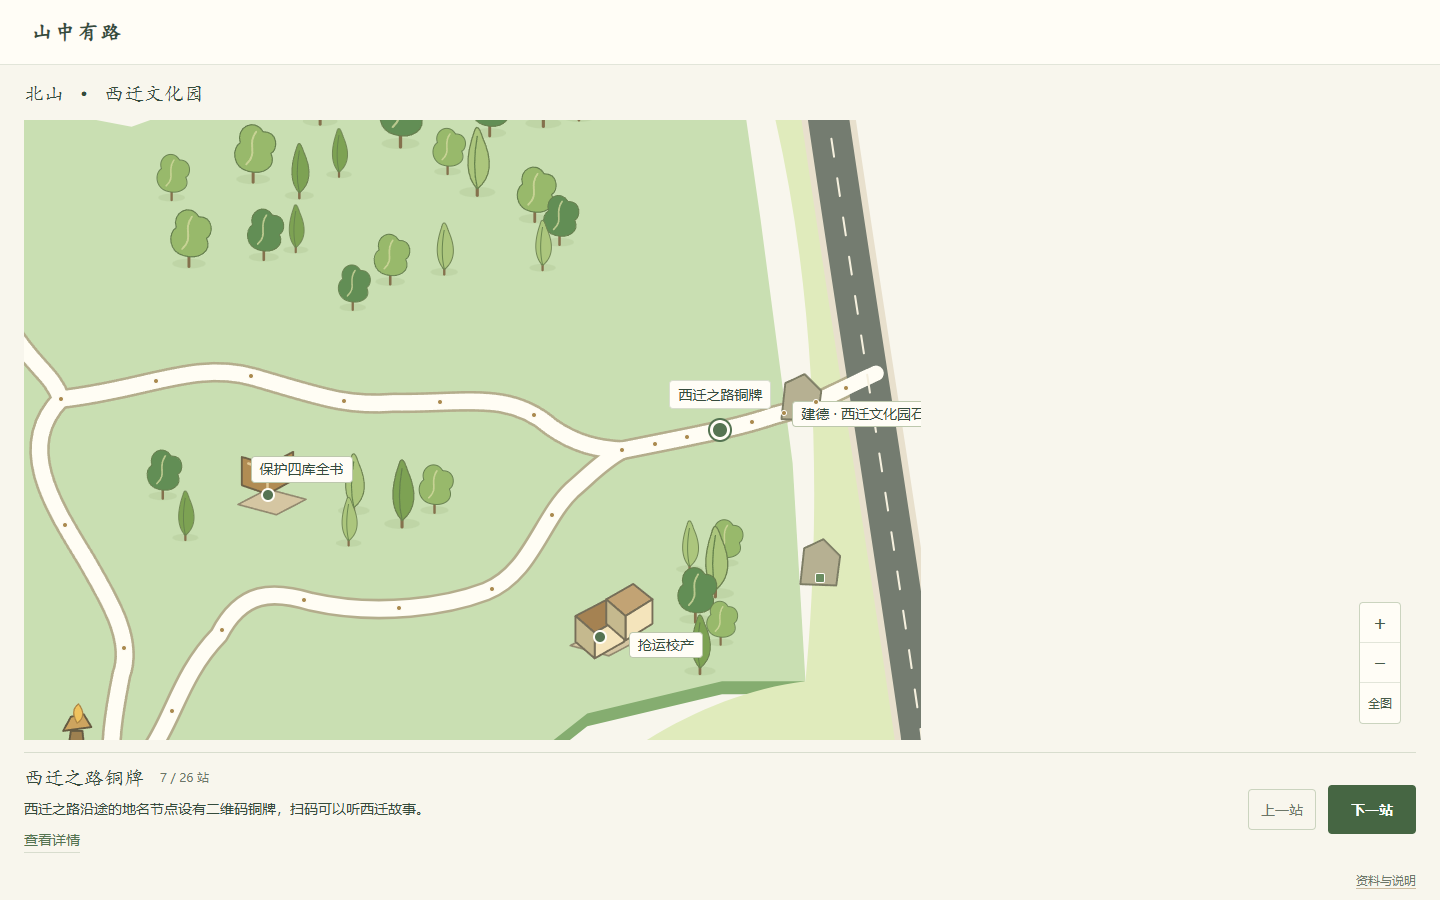 山中有路
北山 • 西迁文化园
西迁之路铜牌
建德 · 西迁文化园石
保护四库全书
抢运校产
+
−
全图
西迁之路铜牌 7 / 26 站
西迁之路沿途的地名节点设有二维码铜牌，扫码可以听西迁故事。
查看详情
上一站
下一站
资料与说明